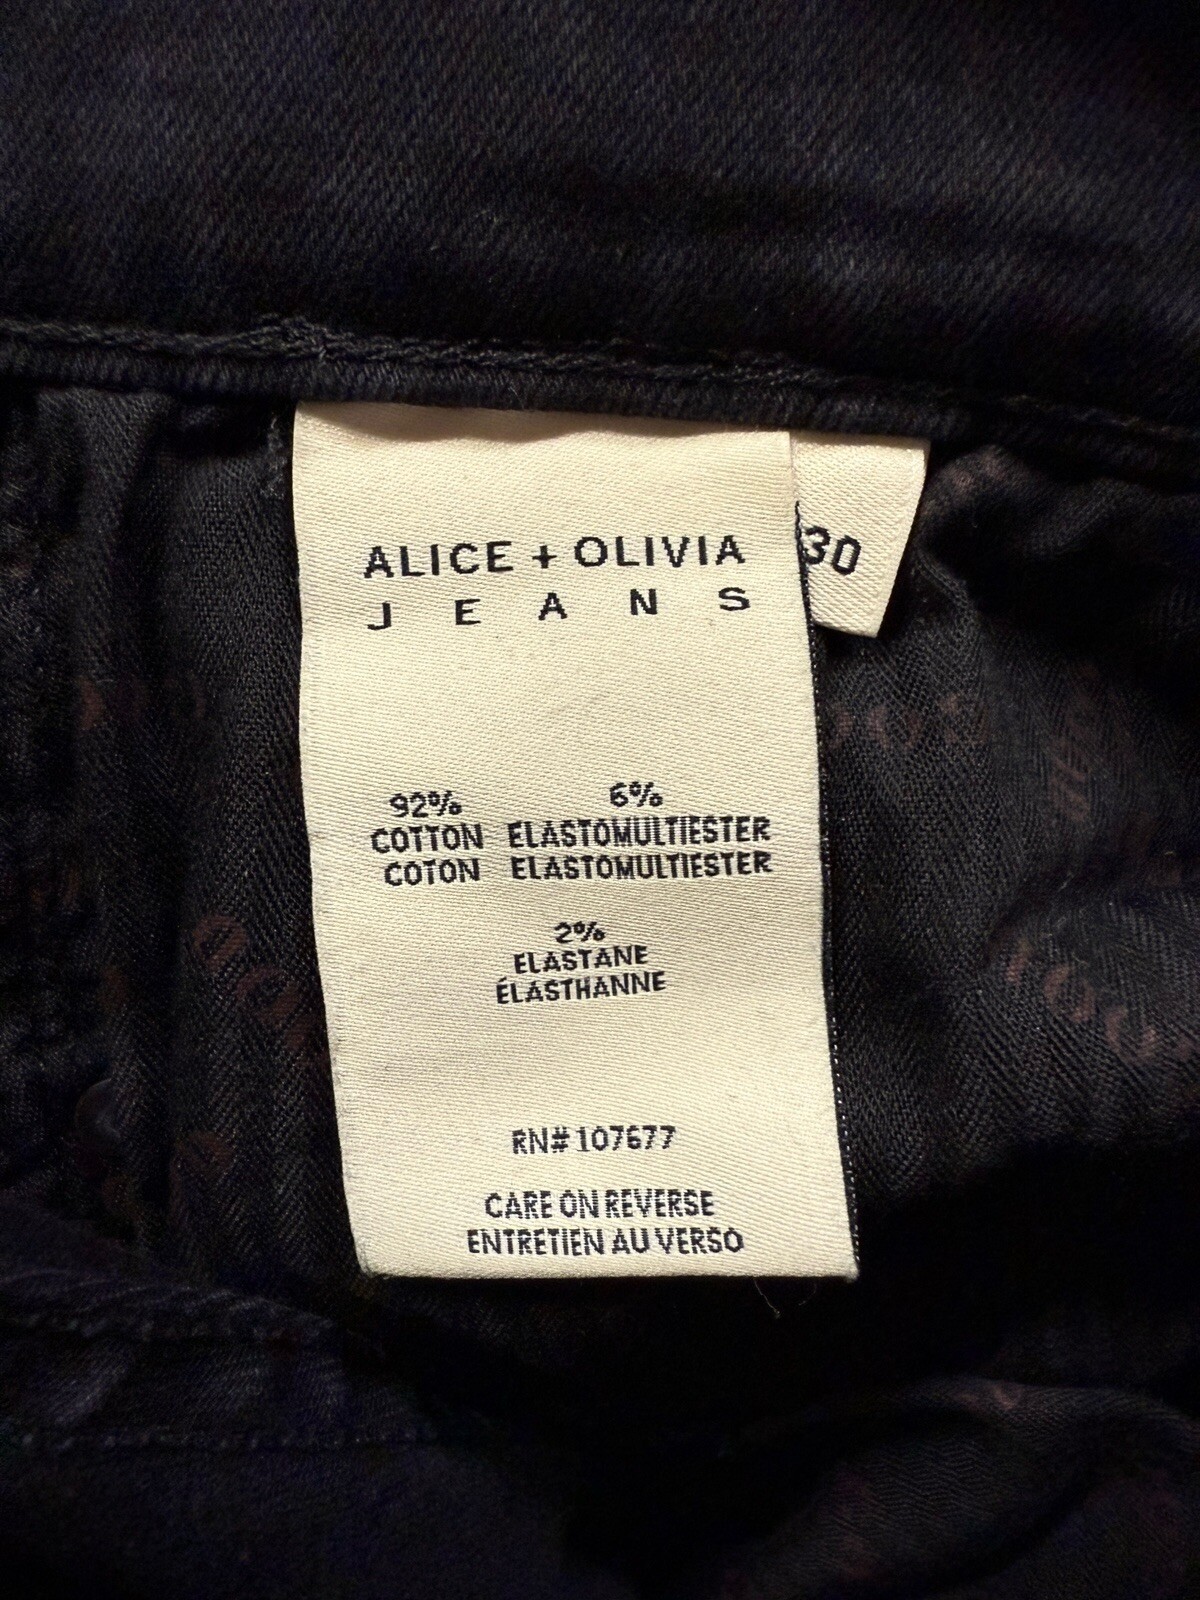 ALICE + OLIVIA
JEANS
30
92%
COTTON
COTON
6%
ELASTOMULTIESTER
ELASTOMULTIESTER
2%
ELASTANE
ÉLASTHANNE
RN# 107677
CARE ON REVERSE
ENTRETIEN AU VERSO